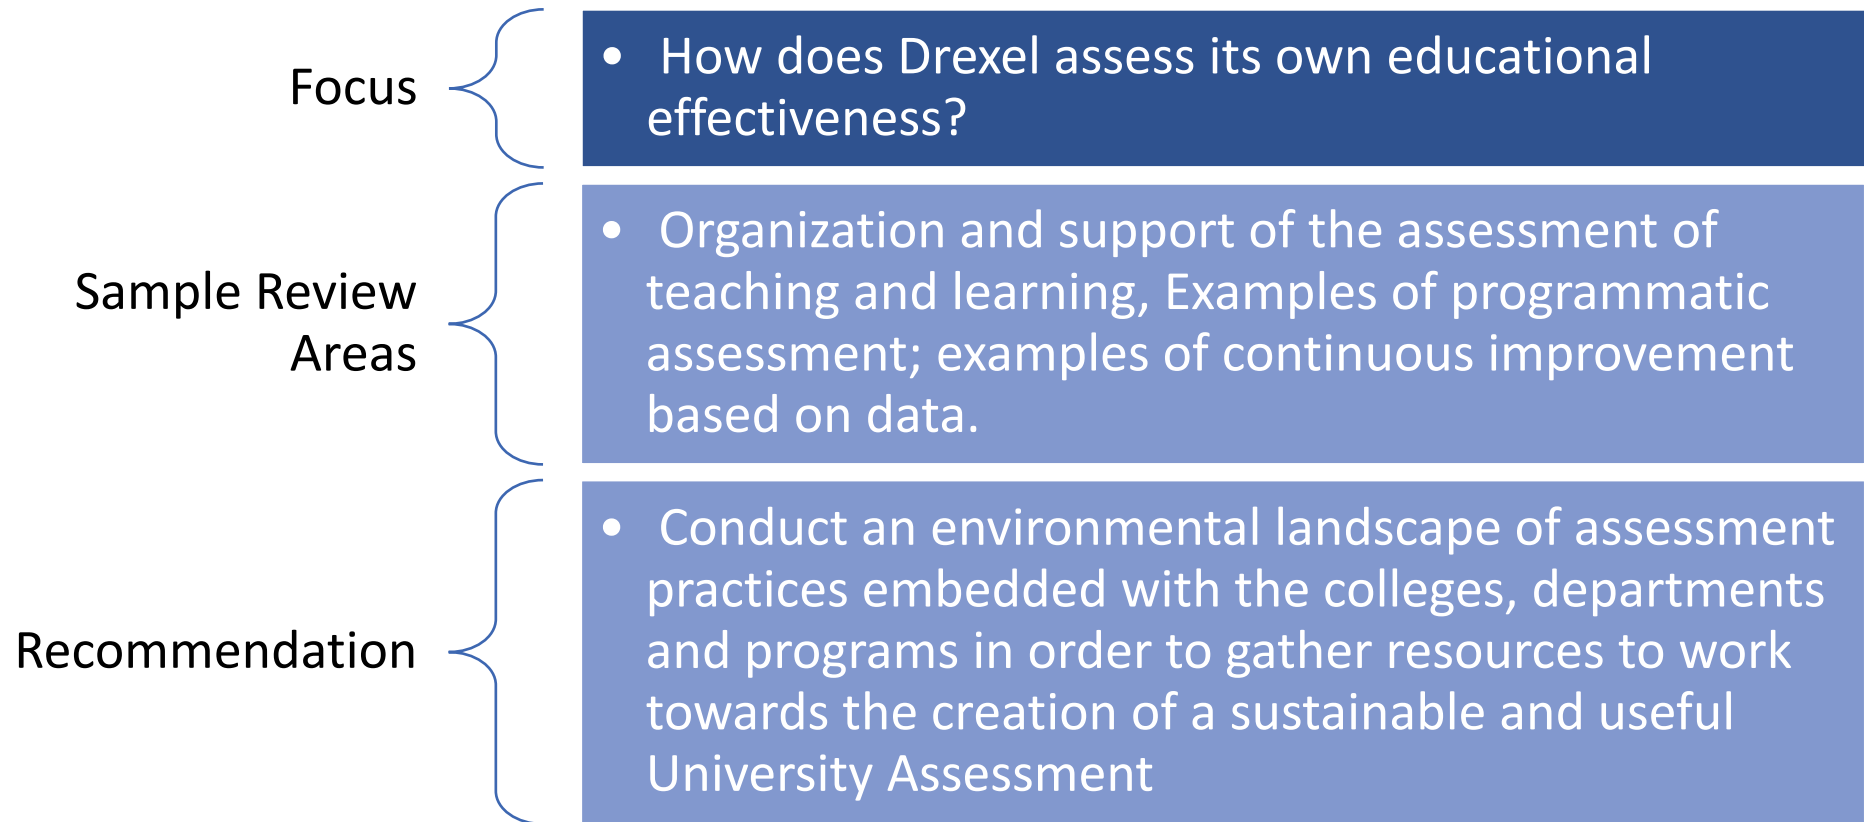 Focus
• How does Drexel assess its own educational
effectiveness?
Sample Review
Areas
• Organization and support of the assessment of
teaching and learning, Examples of programmatic
assessment; examples of continuous improvement
based on data.
Recommendation
• Conduct an environmental landscape of assessment
practices embedded with the colleges, departments
and programs in order to gather resources to work
towards the creation of a sustainable and useful
University Assessment